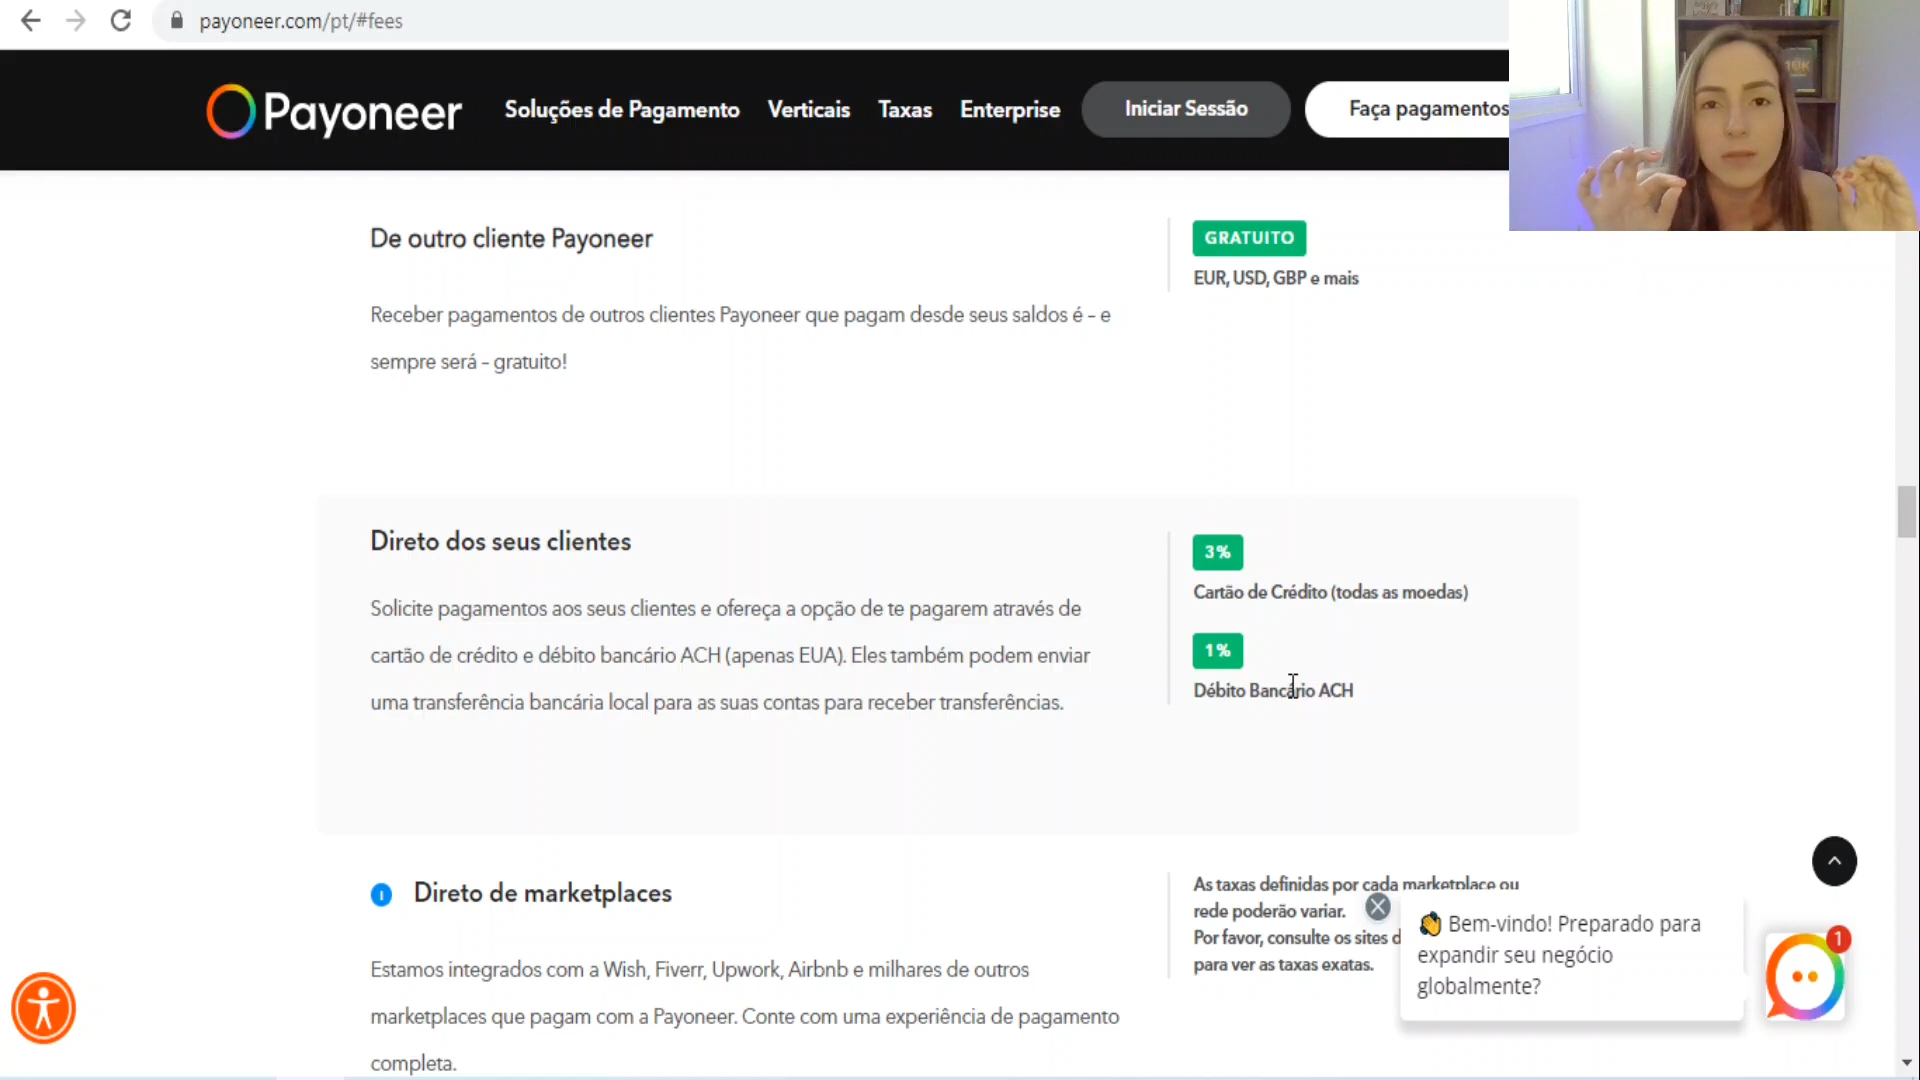 payoneer.com/pt/#fees
Payoneer
Soluções de Pagamento
Verticais
Taxas
Enterprise
Iniciar Sessão
Faça pagamentos
De outro cliente Payoneer
GRATUITO
EUR, USD, GBP e mais
Receber pagamentos de outros clientes Payoneer que pagam desde seus saldos é – e
sempre será – gratuito!
Direto dos seus clientes
3%
Cartão de Crédito (todas as moedas)
Solicite pagamentos aos seus clientes e ofereça a opção de te pagarem através de
cartão de crédito e débito bancário ACH (apenas EUA). Eles também podem enviar
uma transferência bancária local para as suas contas para receber transferências.
1%
Débito Bancário ACH
Direto de marketplaces
As taxas definidas por cada marketplace ou
rede poderão variar.
Por favor, consulte os sites d
para ver as taxas exatas.
Estamos integrados com a Wish, Fiverr, Upwork, Airbnb e milhares de outros
marketplaces que pagam com a Payoneer. Conte com uma experiência de pagamento
completa.
Bem-vindo! Preparado para
expandir seu negócio
globalmente?
1